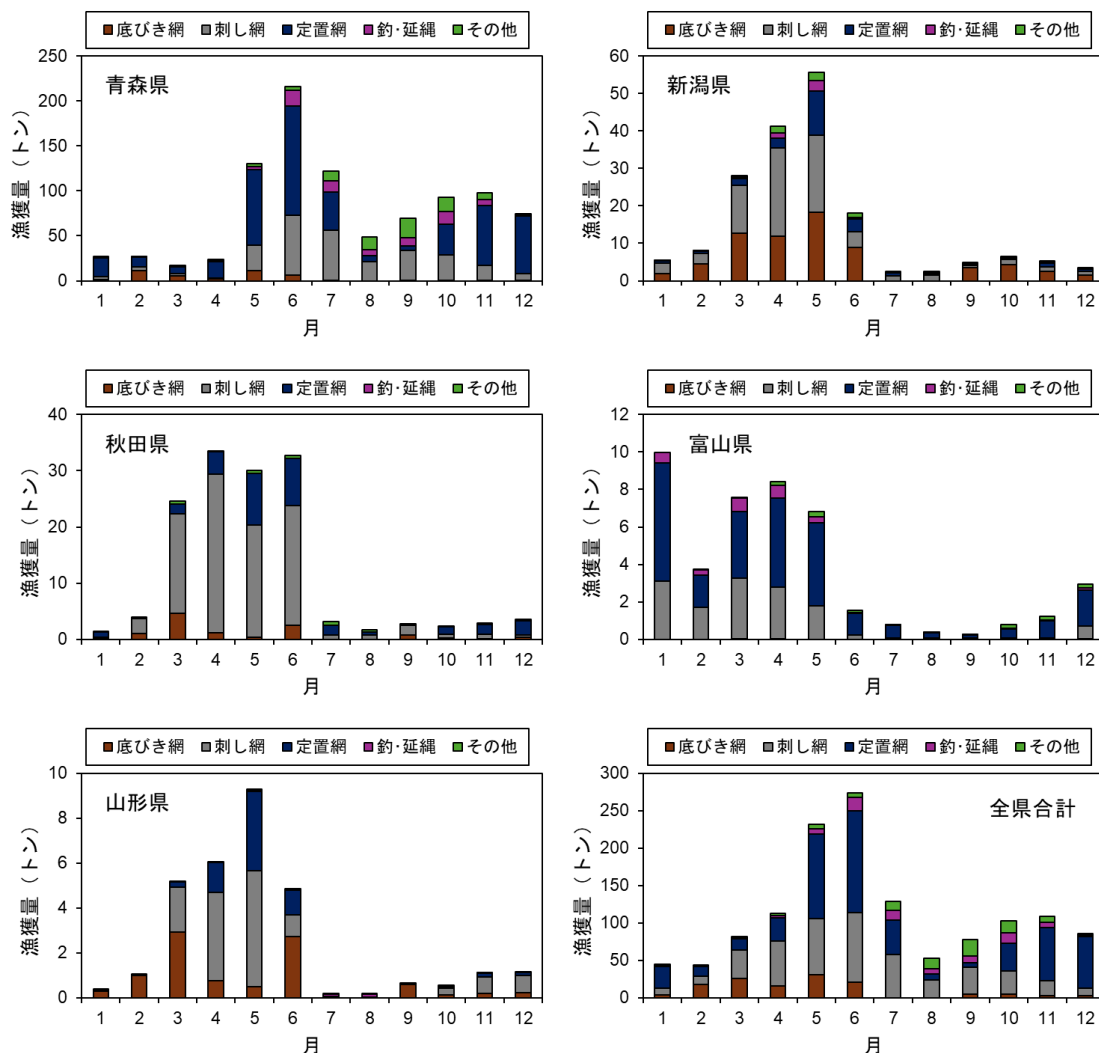 底びき網 刺し網 定置網 釣・延縄 その他
青森県
漁獲量（トン）
250
200
150
100
50
0
1 2 3 4 5 6 7 8 9 10 11 12
月
底びき網 刺し網 定置網 釣・延縄 その他
新潟県
漁獲量（トン）
60
50
40
30
20
10
0
1 2 3 4 5 6 7 8 9 10 11 12
月
底びき網 刺し網 定置網 釣・延縄 その他
秋田県
漁獲量（トン）
40
30
20
10
0
1 2 3 4 5 6 7 8 9 10 11 12
月
底びき網 刺し網 定置網 釣・延縄 その他
富山県
漁獲量（トン）
12
10
8
6
4
2
0
1 2 3 4 5 6 7 8 9 10 11 12
月
底びき網 刺し網 定置網 釣・延縄 その他
山形県
漁獲量（トン）
10
8
6
4
2
0
1 2 3 4 5 6 7 8 9 10 11 12
月
底びき網 刺し網 定置網 釣・延縄 その他
全県合計
漁獲量（トン）
300
250
200
150
100
50
0
1 2 3 4 5 6 7 8 9 10 11 12
月